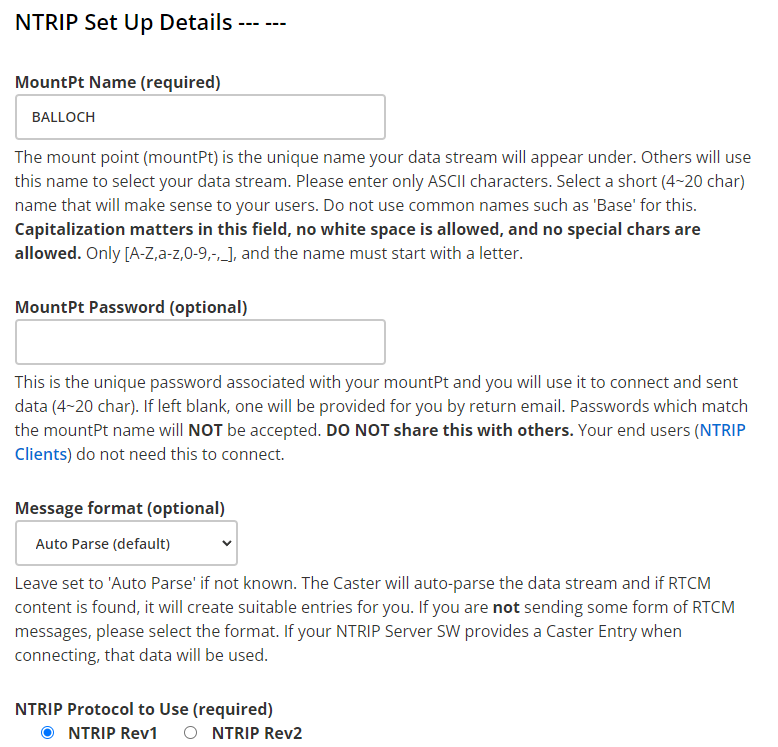 NTRIP Set Up Details --- ---
MountPt Name (required)
BALLOCH
The mount point (mountPt) is the unique name your data stream will appear under. Others will use
this name to select your data stream. Please enter only ASCII characters. Select a short (4~20 char)
name that will make sense to your users. Do not use common names such as 'Base' for this.
Capitalization matters in this field, no white space is allowed, and no special chars are
allowed. Only [A-Z,a-z,0-9,-,_], and the name must start with a letter.
MountPt Password (optional)
This is the unique password associated with your mountPt and you will use it to connect and sent
data (4~20 char). If left blank, one will be provided for you by return email. Passwords which match
the mountPt name will NOT be accepted. DO NOT share this with others. Your end users (NTRIP
Clients) do not need this to connect.
Message format (optional)
Auto Parse (default)
Leave set to 'Auto Parse' if not known. The Caster will auto-parse the data stream and if RTCM
content is found, it will create suitable entries for you. If you are not sending some form of RTCM
messages, please select the format. If your NTRIP Server SW provides a Caster Entry when
connecting, that data will be used.
NTRIP Protocol to Use (required)
NTRIP Rev1 NTRIP Rev2